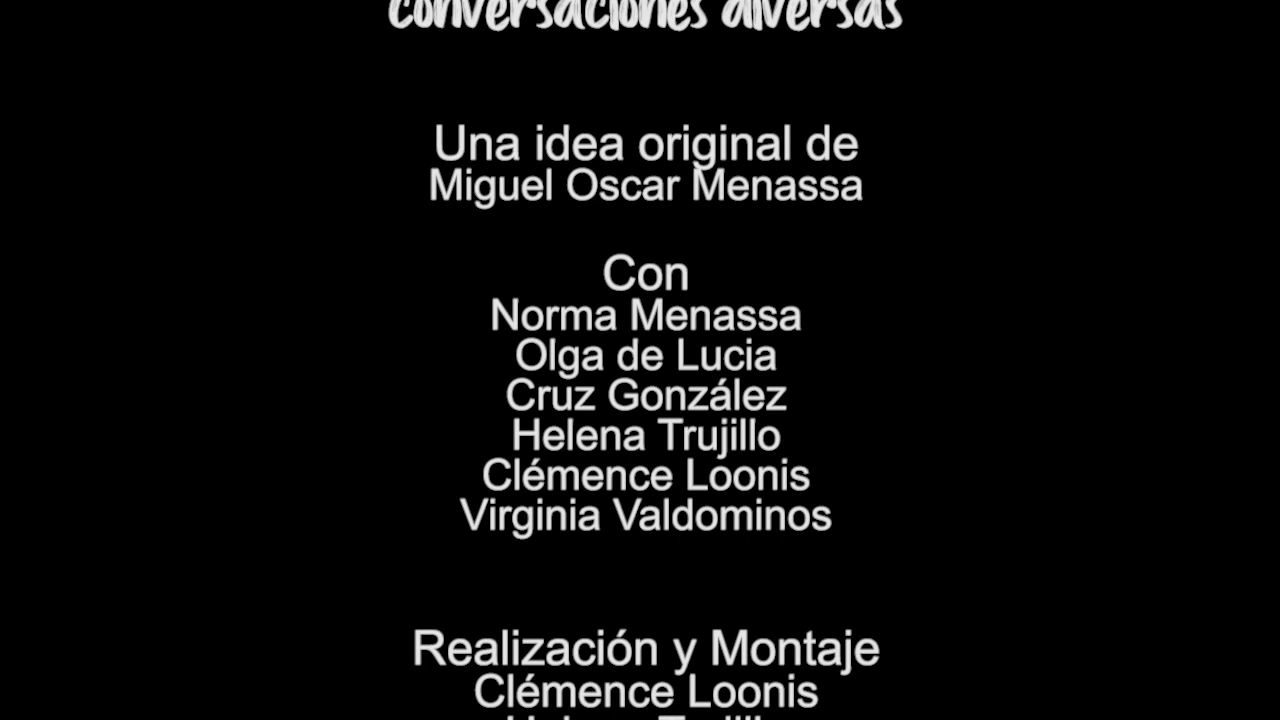 conversaciones diversas
Una idea original de
Miguel Oscar Menassa
Con
Norma Menassa
Olga de Lucia
Cruz González
Helena Trujillo
Clémence Loonis
Virginia Valdominos
Realización y Montaje
Clémence Loonis